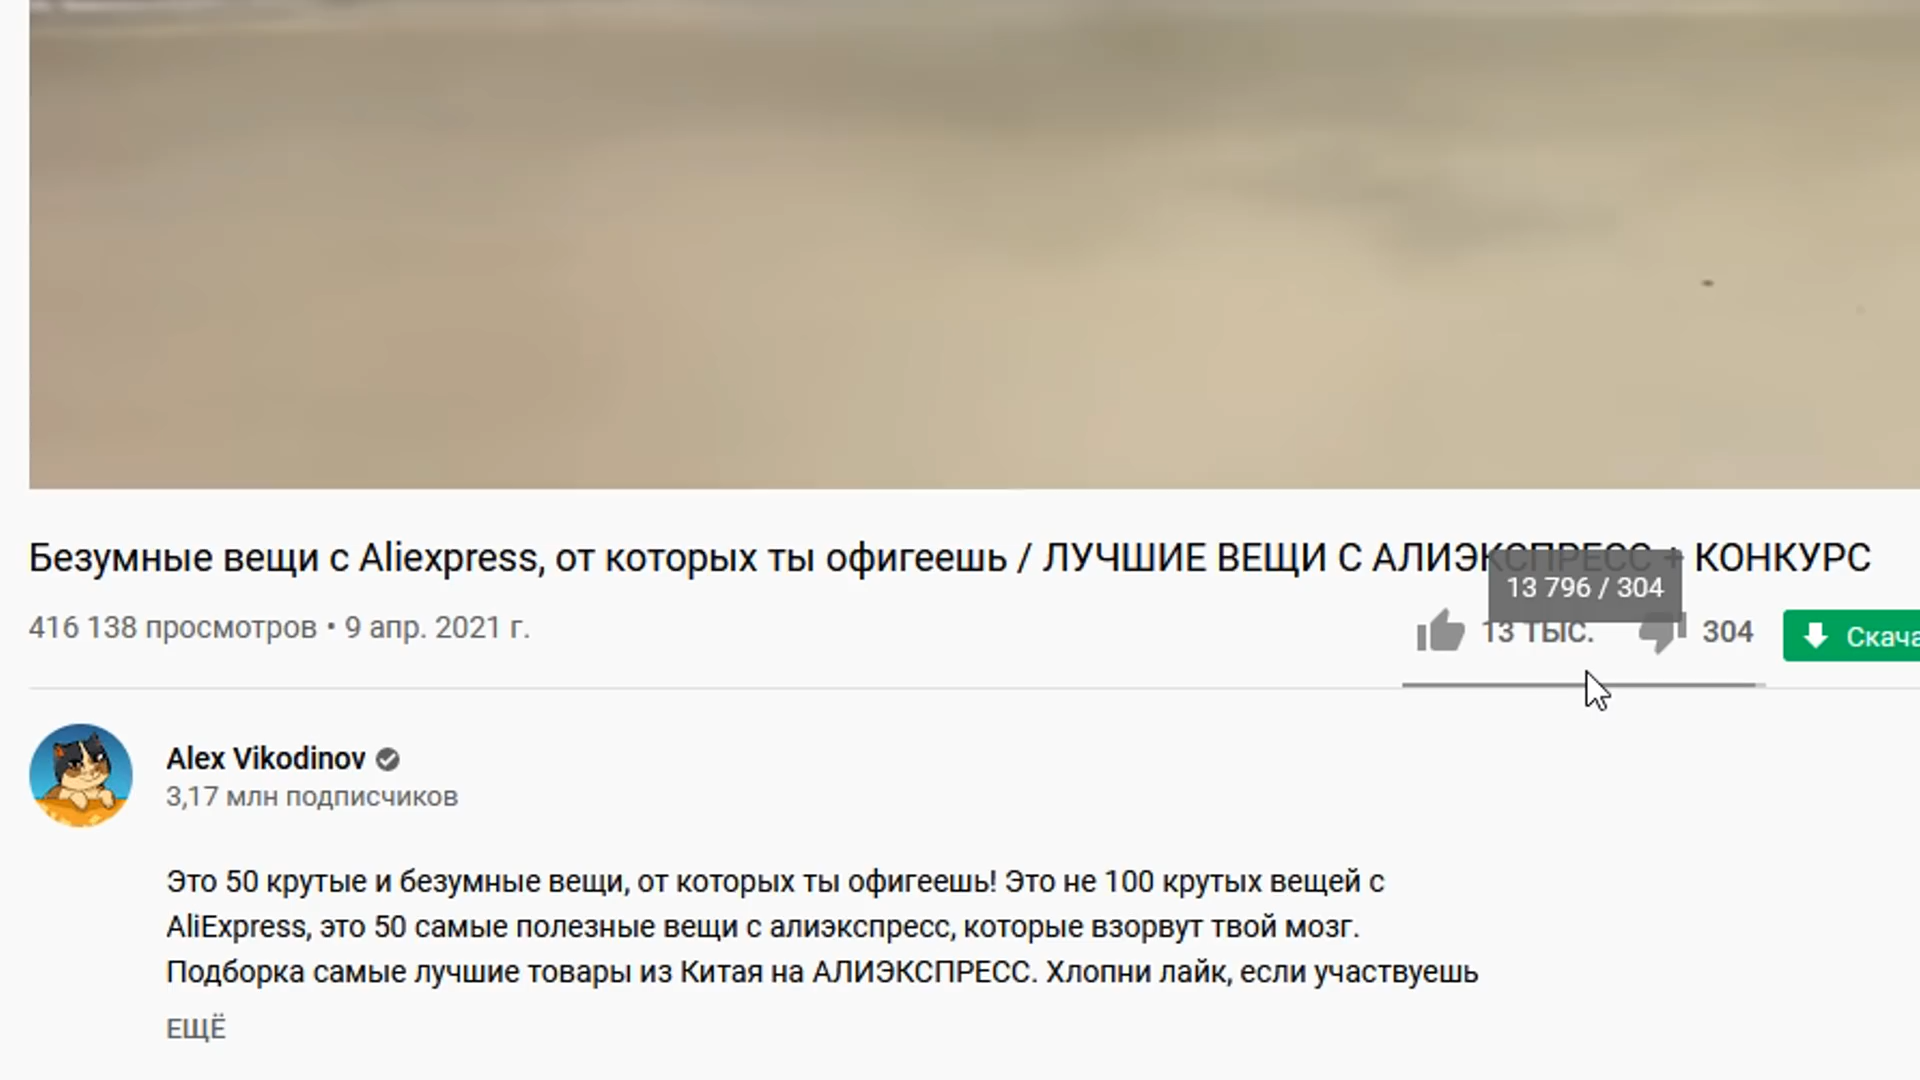 Безумные вещи с Aliexpress, от которых ты офигеешь / ЛУЧШИЕ ВЕЩИ С АЛИЭКСПРЕСС + КОНКУРС
13 796 / 304
416 138 просмотров • 9 апр. 2021 г.
13 ТЫС.
304
Скача
Alex Vikodinov
3,17 млн подписчиков
Это 50 крутые и безумные вещи, от которых ты офигеешь! Это не 100 крутых вещей с
AliExpress, это 50 самые полезные вещи с алиэкспресс, которые взорвут твой мозг.
Подборка самые лучшие товары из Китая на АЛИЭКСПРЕСС. Хлопни лайк, если участвуешь
ЕЩЁ